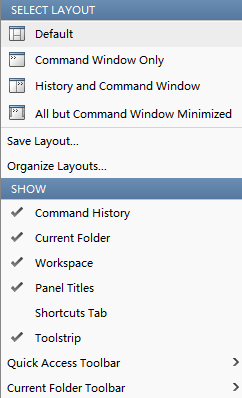 SELECT LAYOUT
Default
Command Window Only
History and Command Window
All but Command Window Minimized
Save Layout...
Organize Layouts...
SHOW
Command History
Current Folder
Workspace
Panel Titles
Shortcuts Tab
Toolstrip
Quick Access Toolbar
Current Folder Toolbar